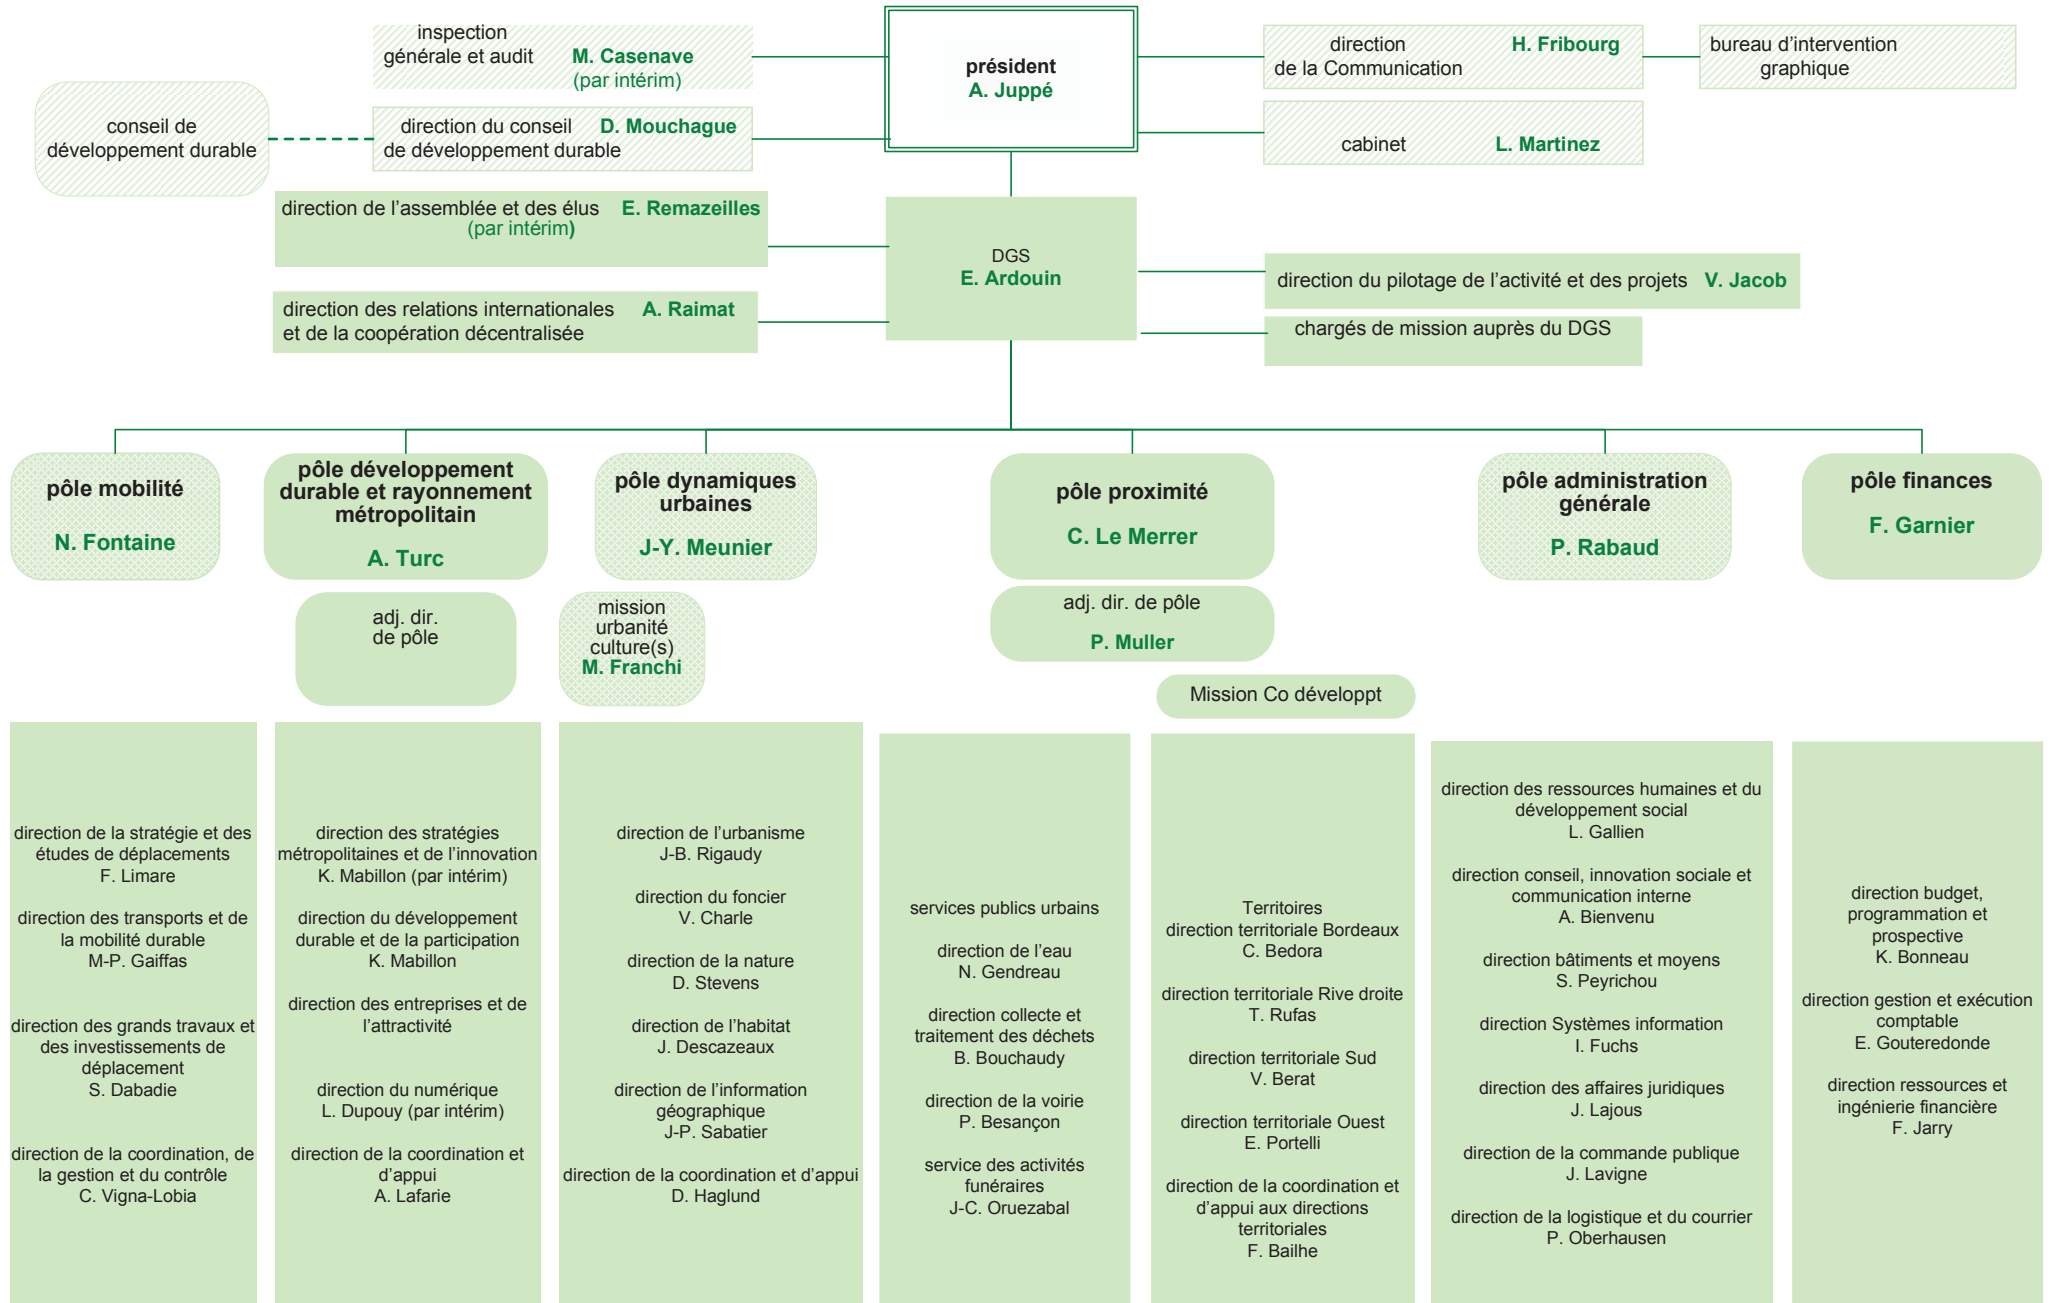 inspection
générale et audit M. Casenave
(par intérim)
conseil de
développement durable
direction du conseil D. Mouchague
de développement durable
président
A. Juppé
direction H. Fribourg
de la Communication
bureau d’intervention
graphique
cabinet L. Martinez
direction de l’assemblée et des élus E. Remazeilles
(par intérim)
direction des relations internationales A. Raimat
et de la coopération décentralisée
DGS
E. Ardouin
direction du pilotage de l’activité et des projets V. Jacob
chargés de mission auprès du DGS
pôle mobilité
N. Fontaine
pôle développement
durable et rayonnement
métropolitain
A. Turc
pôle dynamiques
urbaines
J-Y. Meunier
pôle proximité
C. Le Merrer
pôle administration
générale
P. Rabaud
pôle finances
F. Garnier
adj. dir.
de pôle
mission
urbanité
culture(s)
M. Franchi
adj. dir. de pôle
P. Muller
Mission Co développt
direction de la stratégie et des
études de déplacements
F. Limare
direction des transports et de
la mobilité durable
M-P. Gaiffas
direction des grands travaux et
des investissements de
déplacement
S. Dabadie
direction de la coordination, de
la gestion et du contrôle
C. Vigna-Lobia
direction des stratégies
métropolitaines et de l’innovation
K. Mabillon (par intérim)
direction du développement
durable et de la participation
K. Mabillon
direction des entreprises et de
l’attractivité
direction du numérique
L. Dupouy (par intérim)
direction de la coordination et
d’appui
A. Lafarie
direction de l’urbanisme
J-B. Rigaudy
direction du foncier
V. Charle
direction de la nature
D. Stevens
direction de l’habitat
J. Descazeaux
direction de l’information
géographique
J-P. Sabatier
direction de la coordination et d’appui
D. Haglund
services publics urbains
direction de l’eau
N. Gendreau
direction collecte et
traitement des déchets
B. Bouchaudy
direction de la voirie
P. Besançon
service des activités
funéraires
J-C. Oruezabal
Territoires
direction territoriale Bordeaux
C. Bedora
direction territoriale Rive droite
T. Rufas
direction territoriale Sud
V. Berat
direction territoriale Ouest
E. Portelli
direction de la coordination et
d’appui aux directions
territoriales
F. Bailhe
direction des ressources humaines et du
développement social
L. Gallien
direction conseil, innovation sociale et
communication interne
A. Bienvenu
direction bâtiments et moyens
S. Peyrichou
direction Systèmes information
I. Fuchs
direction des affaires juridiques
J. Lajous
direction de la commande publique
J. Lavigne
direction de la logistique et du courrier
P. Oberhausen
direction budget,
programmation et
prospective
K. Bonneau
direction gestion et exécution
comptable
E. Gouteredonde
direction ressources et
ingénierie financière
F. Jarry